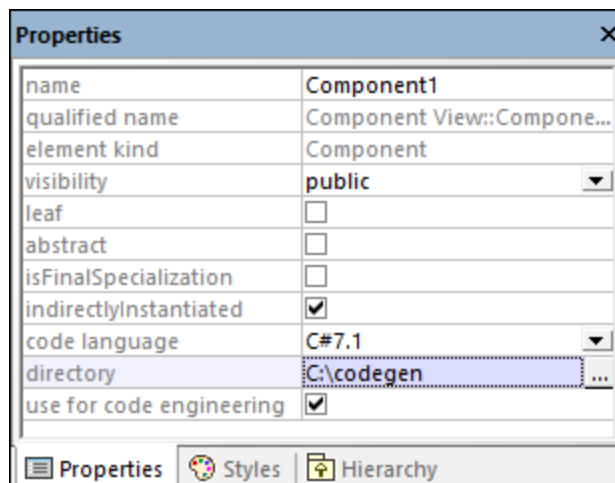 Properties
name Component1
qualified name Component View::Compone...
element kind Component
visibility public
leaf
abstract
isFinalSpecialization
indirectlyInstantiated
code language C#7.1
directory C:\codegen ...
use for code engineering
Properties Styles Hierarchy